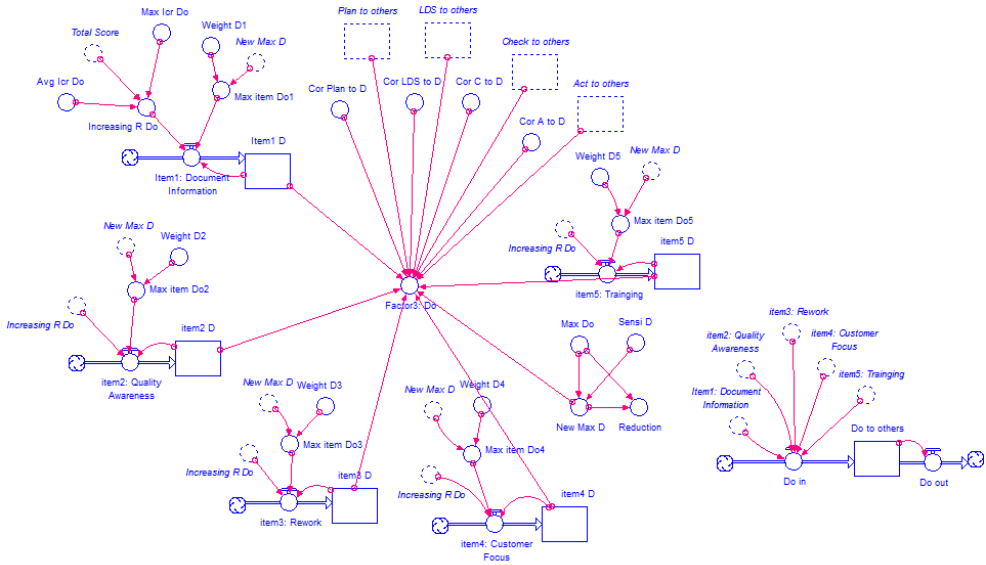 Plan to others
LDS to others
Max Icr Do
Total Score
Weight D1
New Max D
Check to others
Avg Icr Do
Max item Do1
Cor Plan to D
Cor LDS to D
Cor C to D
Act to others
Increasing R Do
Cor A to D
Item1 D
Item1: Document
Information
Weight D5
New Max D
Max item Do5
New Max D
Weight D2
Increasing R Do
item5 D
Max item Do2
item5: Trainging
Factor3: Do
Increasing R Do
item2 D
item2: Quality
Awareness
Max Do
Sensi D
item3: Rework
item2: Quality
Awareness
item4: Customer
Focus
item5: Trainging
Item1: Document
Information
New Max D
Weight D3
New Max D
Weight D4
New Max D
Reduction
Do to others
Max item Do3
Max item Do4
Increasing R Do
item3 D
Increasing R Do
item4 D
Do in
Do out
item3: Rework
item4: Customer
Focus